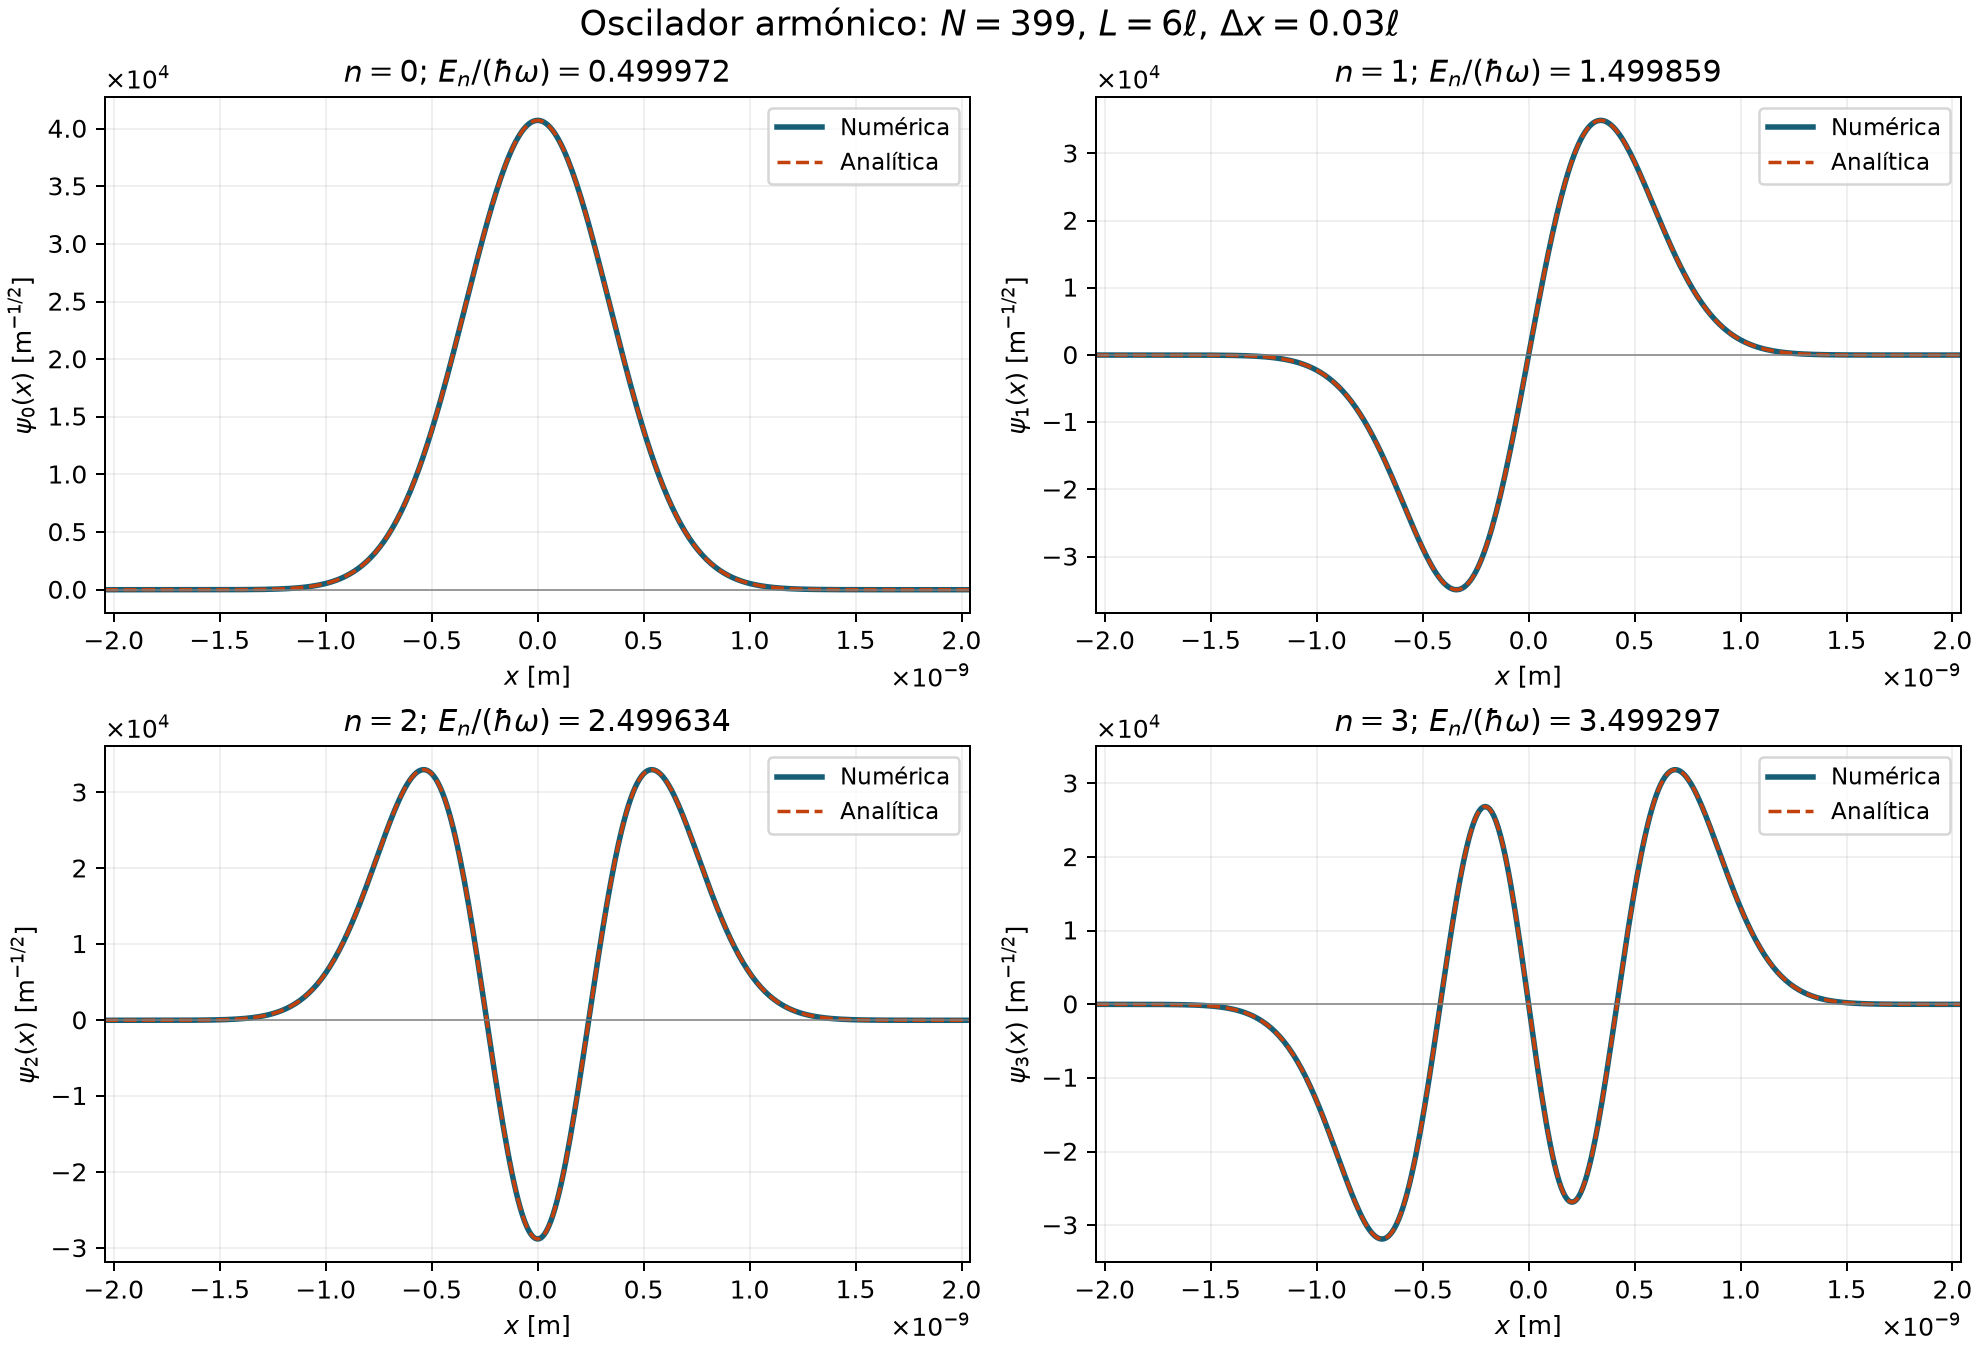 Oscilador armónico: N = 399, L = 6ℓ, Δx = 0.03ℓ
×10⁴
n = 0; Eₙ/(ħω) = 0.499972
Numérica
Analítica
4.0
3.5
3.0
2.5
2.0
1.5
1.0
0.5
0.0
ψ₀(x) [m⁻¹/²]
−2.0 −1.5 −1.0 −0.5 0.0 0.5 1.0 1.5 2.0
x [m]
×10⁻⁹
×10⁴
n = 1; Eₙ/(ħω) = 1.499859
Numérica
Analítica
3
2
1
0
−1
−2
−3
ψ₁(x) [m⁻¹/²]
−2.0 −1.5 −1.0 −0.5 0.0 0.5 1.0 1.5 2.0
x [m]
×10⁻⁹
×10⁴
n = 2; Eₙ/(ħω) = 2.499634
Numérica
Analítica
3
2
1
0
−1
−2
−3
ψ₂(x) [m⁻¹/²]
−2.0 −1.5 −1.0 −0.5 0.0 0.5 1.0 1.5 2.0
x [m]
×10⁻⁹
×10⁴
n = 3; Eₙ/(ħω) = 3.499297
Numérica
Analítica
3
2
1
0
−1
−2
−3
ψ₃(x) [m⁻¹/²]
−2.0 −1.5 −1.0 −0.5 0.0 0.5 1.0 1.5 2.0
x [m]
×10⁻⁹